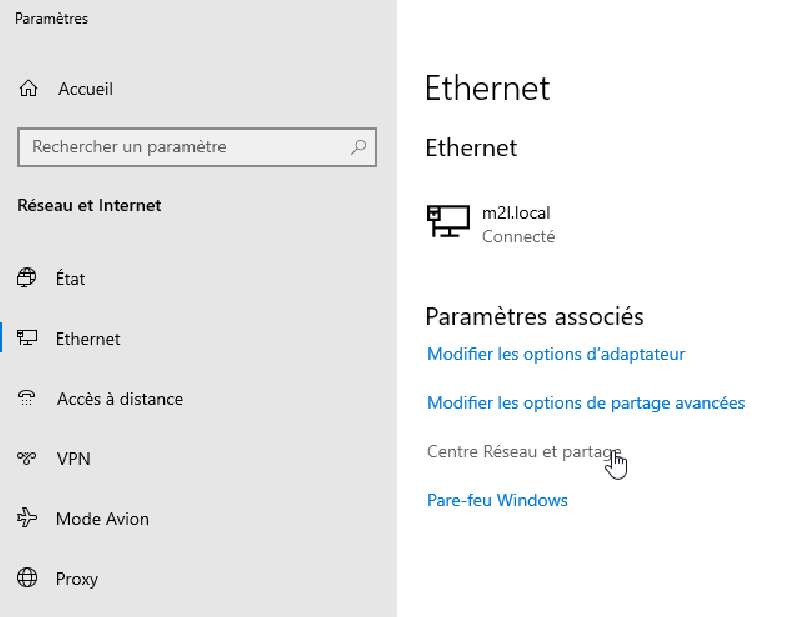 Paramètres
Accueil
Rechercher un paramètre
Réseau et Internet
État
Ethernet
Accès à distance
VPN
Mode Avion
Proxy
Ethernet
Ethernet
m2l.local
Connecté
Paramètres associés
Modifier les options d'adaptateur
Modifier les options de partage avancées
Centre Réseau et partage
Pare-feu Windows